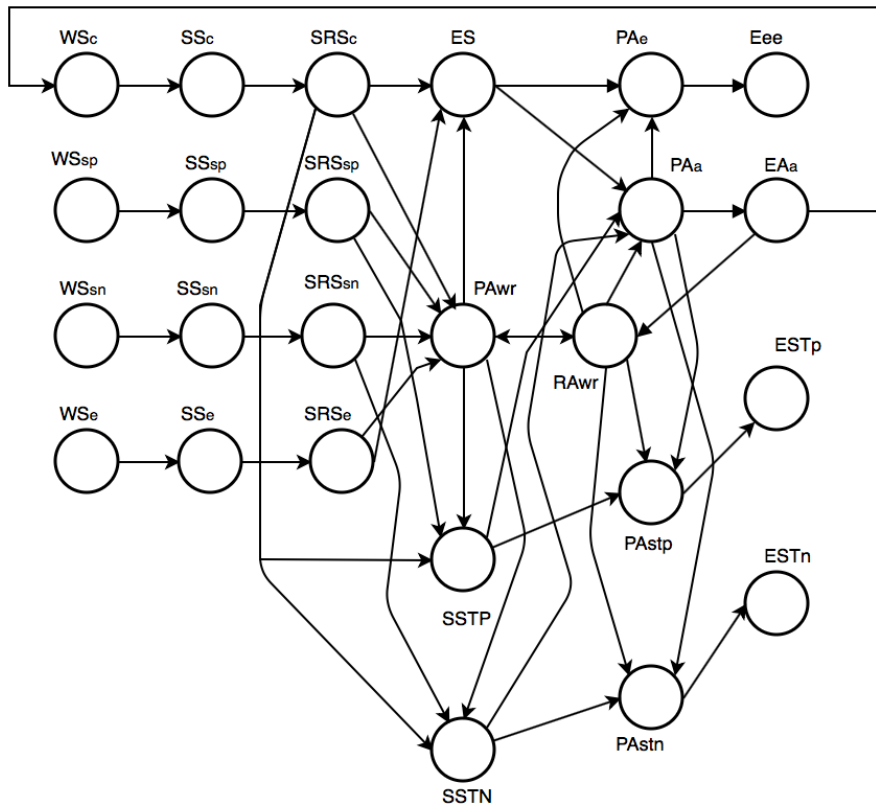 WSc
SSc
SRSc
ES
PAe
Eee
WSsp
SSsp
SRSsp
PAa
EAa
WSsn
SSsn
SRSsn
PAwr
RAwr
ESTp
WSe
SSe
SRSe
PAstp
ESTn
SSTP
PAstn
SSTN